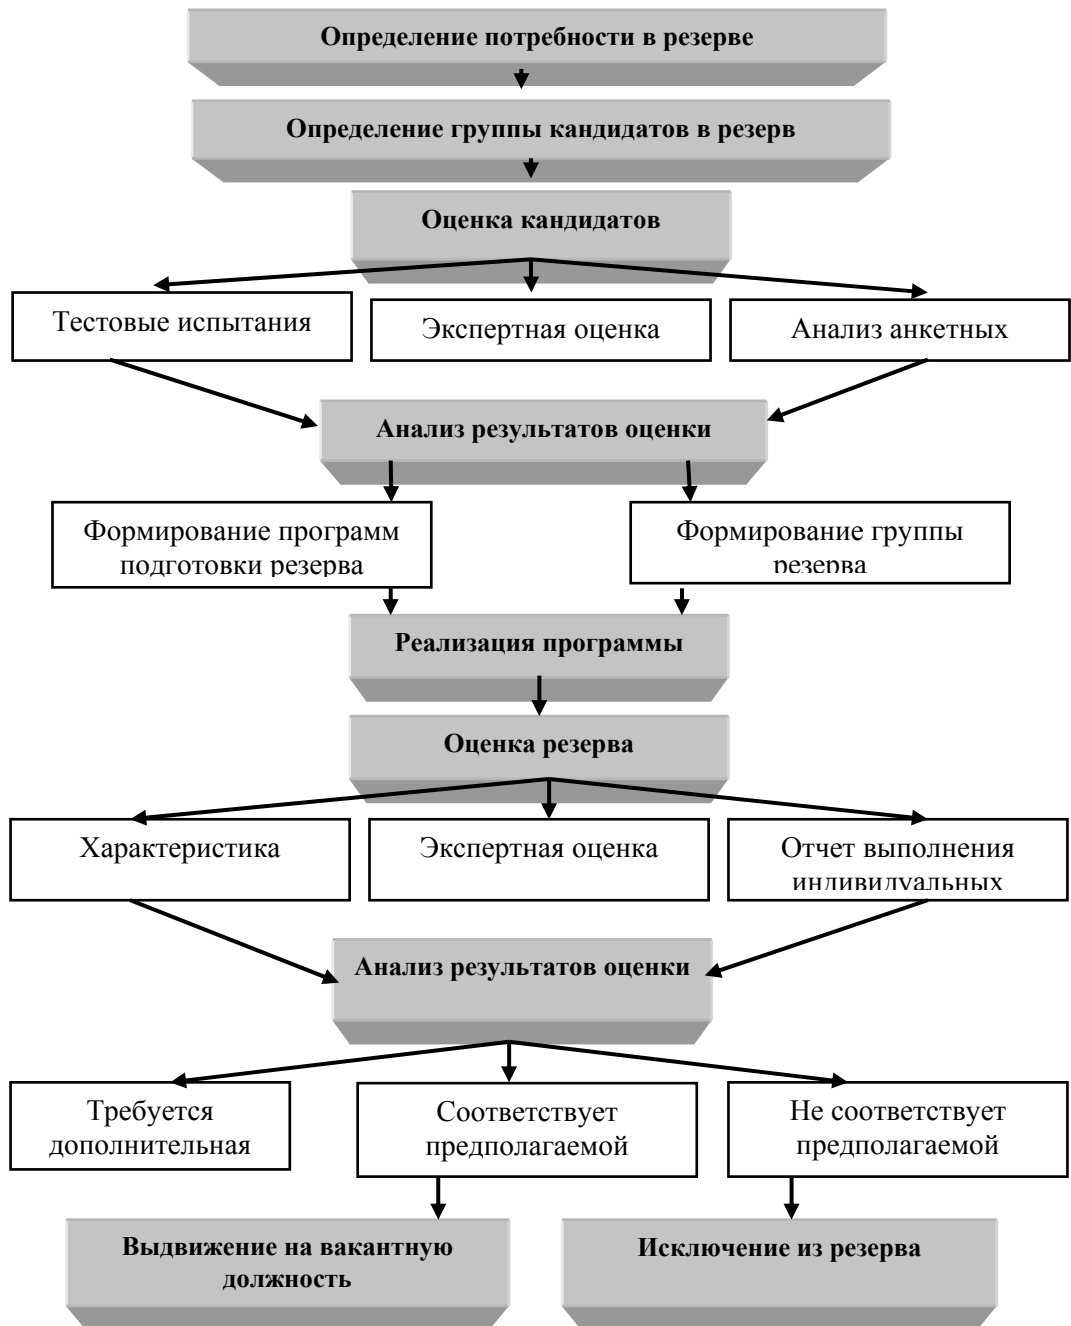 Определение потребности в резерве
Определение группы кандидатов в резерв
Оценка кандидатов
Тестовые испытания
Экспертная оценка
Анализ анкетных
Анализ результатов оценки
Формирование программ
подготовки резерва
Формирование группы
резерва
Реализация программы
Оценка резерва
Характеристика
Экспертная оценка
Отчет выполнения
индивидуальных
Анализ результатов оценки
Требуется
дополнительная
Соответствует
предполагаемой
Не соответствует
предполагаемой
Выдвижение на вакантную
должность
Исключение из резерва